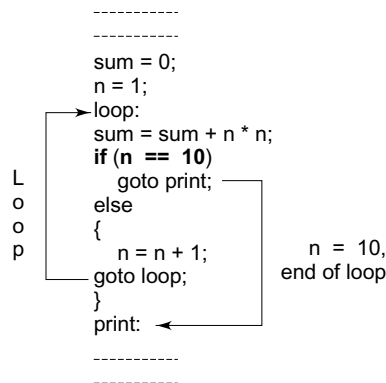 sum = 0;
n = 1;
loop:
sum = sum + n * n;
if (n == 10)
goto print;
else
{
n = n + 1;
goto loop;
}
print:
L
o
o
p
n = 10,
end of loop